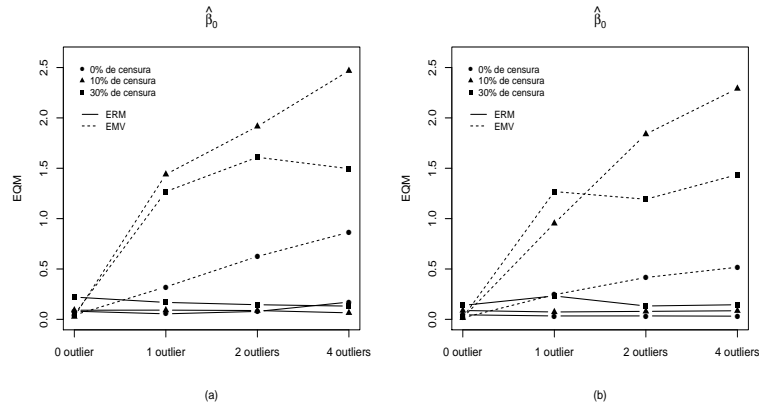 β̂₀
EQM
2.5
2.0
1.5
1.0
0.5
0.0
0% de censura
10% de censura
30% de censura
ERM
EMV
0 outlier
1 outlier
2 outliers
4 outliers
(a)
β̂₀
EQM
2.5
2.0
1.5
1.0
0.5
0.0
0% de censura
10% de censura
30% de censura
ERM
EMV
0 outlier
1 outlier
2 outliers
4 outliers
(b)